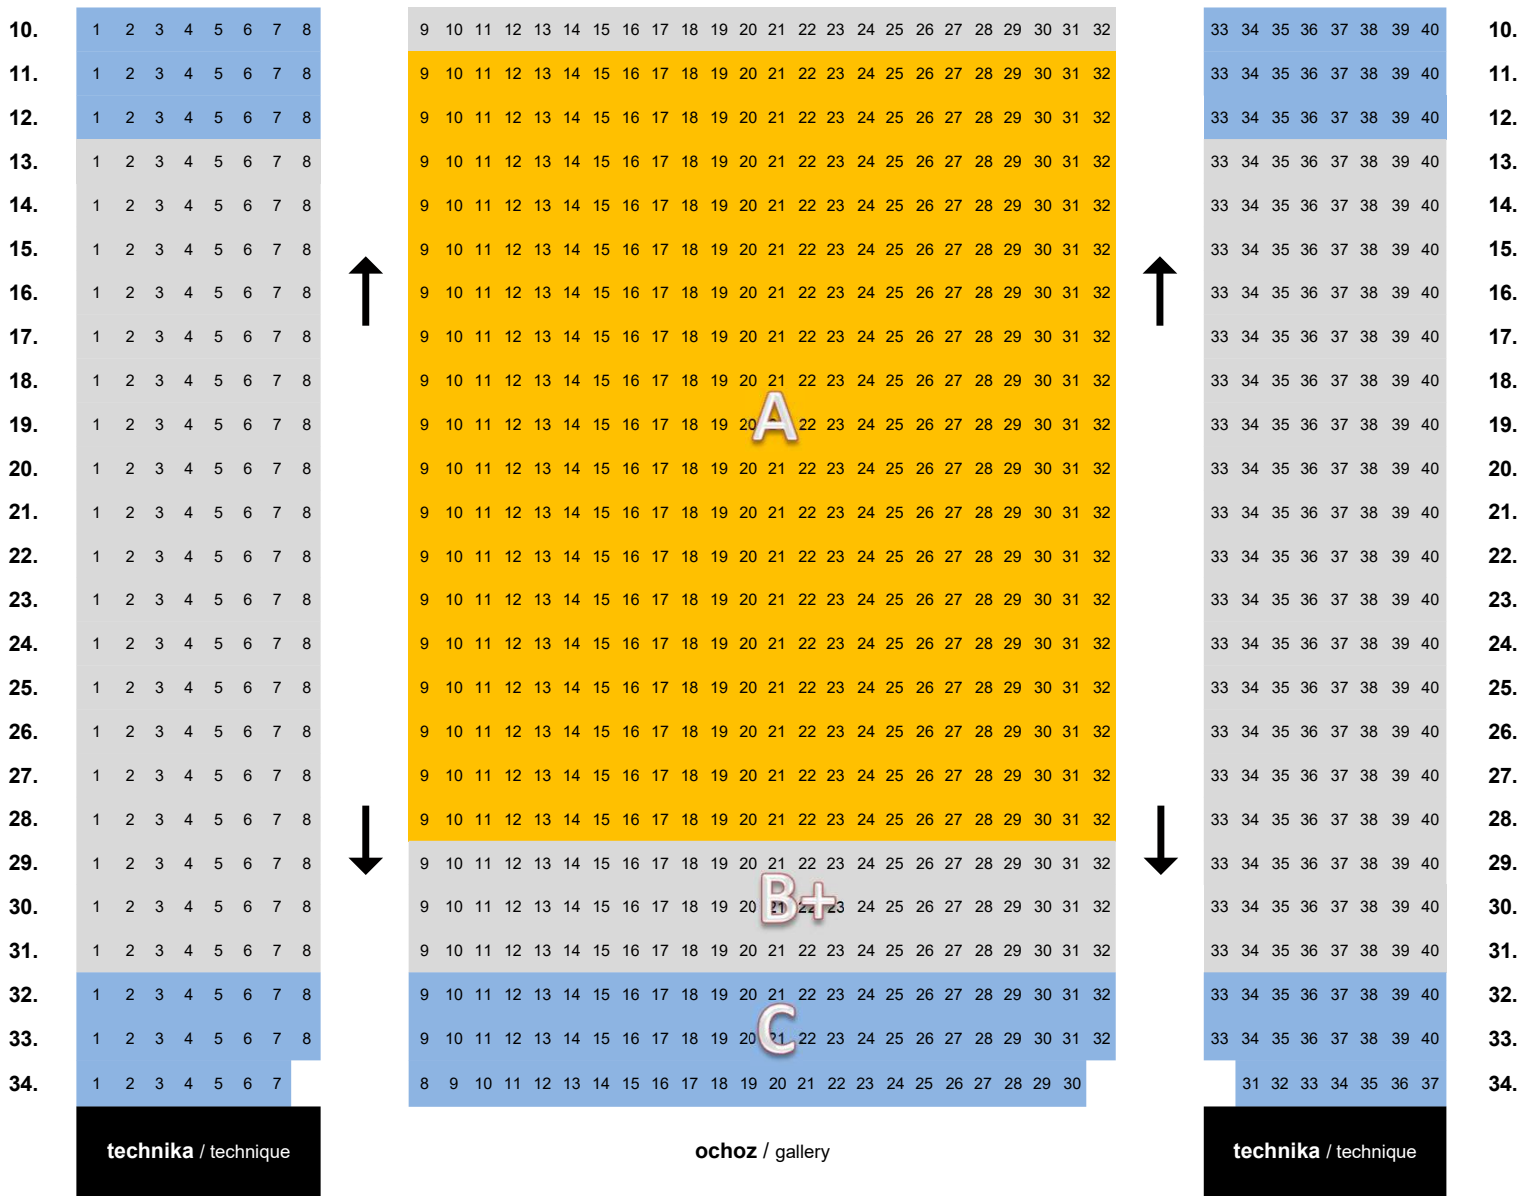 10. 1 2 3 4 5 6 7 8 9 10 11 12 13 14 15 16 17 18 19 20 21 22 23 24 25 26 27 28 29 30 31 32 33 34 35 36 37 38 39 40 10.
11. 1 2 3 4 5 6 7 8 9 10 11 12 13 14 15 16 17 18 19 20 21 22 23 24 25 26 27 28 29 30 31 32 33 34 35 36 37 38 39 40 11.
12. 1 2 3 4 5 6 7 8 9 10 11 12 13 14 15 16 17 18 19 20 21 22 23 24 25 26 27 28 29 30 31 32 33 34 35 36 37 38 39 40 12.
13. 1 2 3 4 5 6 7 8 9 10 11 12 13 14 15 16 17 18 19 20 21 22 23 24 25 26 27 28 29 30 31 32 33 34 35 36 37 38 39 40 13.
14. 1 2 3 4 5 6 7 8 9 10 11 12 13 14 15 16 17 18 19 20 21 22 23 24 25 26 27 28 29 30 31 32 33 34 35 36 37 38 39 40 14.
15. 1 2 3 4 5 6 7 8 9 10 11 12 13 14 15 16 17 18 19 20 21 22 23 24 25 26 27 28 29 30 31 32 33 34 35 36 37 38 39 40 15.
16. 1 2 3 4 5 6 7 8 9 10 11 12 13 14 15 16 17 18 19 20 21 22 23 24 25 26 27 28 29 30 31 32 33 34 35 36 37 38 39 40 16.
17. 1 2 3 4 5 6 7 8 9 10 11 12 13 14 15 16 17 18 19 20 21 22 23 24 25 26 27 28 29 30 31 32 33 34 35 36 37 38 39 40 17.
18. 1 2 3 4 5 6 7 8 9 10 11 12 13 14 15 16 17 18 19 20 21 22 23 24 25 26 27 28 29 30 31 32 33 34 35 36 37 38 39 40 18.
A
19. 1 2 3 4 5 6 7 8 9 10 11 12 13 14 15 16 17 18 19 20 22 23 24 25 26 27 28 29 30 31 32 33 34 35 36 37 38 39 40 19.
20. 1 2 3 4 5 6 7 8 9 10 11 12 13 14 15 16 17 18 19 20 21 22 23 24 25 26 27 28 29 30 31 32 33 34 35 36 37 38 39 40 20.
21. 1 2 3 4 5 6 7 8 9 10 11 12 13 14 15 16 17 18 19 20 21 22 23 24 25 26 27 28 29 30 31 32 33 34 35 36 37 38 39 40 21.
22. 1 2 3 4 5 6 7 8 9 10 11 12 13 14 15 16 17 18 19 20 21 22 23 24 25 26 27 28 29 30 31 32 33 34 35 36 37 38 39 40 22.
23. 1 2 3 4 5 6 7 8 9 10 11 12 13 14 15 16 17 18 19 20 21 22 23 24 25 26 27 28 29 30 31 32 33 34 35 36 37 38 39 40 23.
24. 1 2 3 4 5 6 7 8 9 10 11 12 13 14 15 16 17 18 19 20 21 22 23 24 25 26 27 28 29 30 31 32 33 34 35 36 37 38 39 40 24.
25. 1 2 3 4 5 6 7 8 9 10 11 12 13 14 15 16 17 18 19 20 21 22 23 24 25 26 27 28 29 30 31 32 33 34 35 36 37 38 39 40 25.
26. 1 2 3 4 5 6 7 8 9 10 11 12 13 14 15 16 17 18 19 20 21 22 23 24 25 26 27 28 29 30 31 32 33 34 35 36 37 38 39 40 26.
27. 1 2 3 4 5 6 7 8 9 10 11 12 13 14 15 16 17 18 19 20 21 22 23 24 25 26 27 28 29 30 31 32 33 34 35 36 37 38 39 40 27.
28. 1 2 3 4 5 6 7 8 9 10 11 12 13 14 15 16 17 18 19 20 21 22 23 24 25 26 27 28 29 30 31 32 33 34 35 36 37 38 39 40 28.
29. 1 2 3 4 5 6 7 8 9 10 11 12 13 14 15 16 17 18 19 20 21 22 23 24 25 26 27 28 29 30 31 32 33 34 35 36 37 38 39 40 29.
B+
30. 1 2 3 4 5 6 7 8 9 10 11 12 13 14 15 16 17 18 19 20 21 22 23 24 25 26 27 28 29 30 31 32 33 34 35 36 37 38 39 40 30.
31. 1 2 3 4 5 6 7 8 9 10 11 12 13 14 15 16 17 18 19 20 21 22 23 24 25 26 27 28 29 30 31 32 33 34 35 36 37 38 39 40 31.
32. 1 2 3 4 5 6 7 8 9 10 11 12 13 14 15 16 17 18 19 20 21 22 23 24 25 26 27 28 29 30 31 32 33 34 35 36 37 38 39 40 32.
C
33. 1 2 3 4 5 6 7 8 9 10 11 12 13 14 15 16 17 18 19 20 21 22 23 24 25 26 27 28 29 30 31 32 33 34 35 36 37 38 39 40 33.
34. 1 2 3 4 5 6 7 8 9 10 11 12 13 14 15 16 17 18 19 20 21 22 23 24 25 26 27 28 29 30 31 32 33 34 35 36 37 34.
technika / technique ochoz / gallery technika / technique